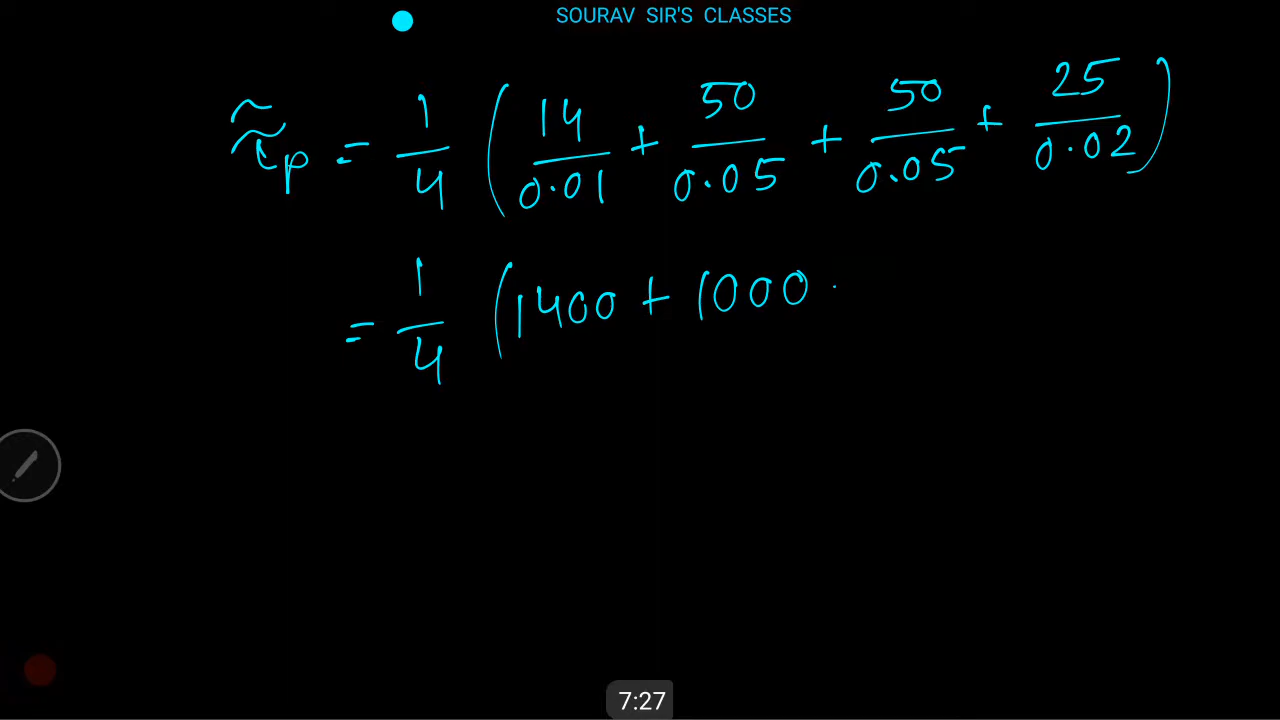 SOURAV SIR'S CLASSES
τ̃̃p = 1/4 ( 14/0.01 + 50/0.05 + 50/0.05 + 25/0.02 )
= 1/4 ( 1400 + 1000
7:27